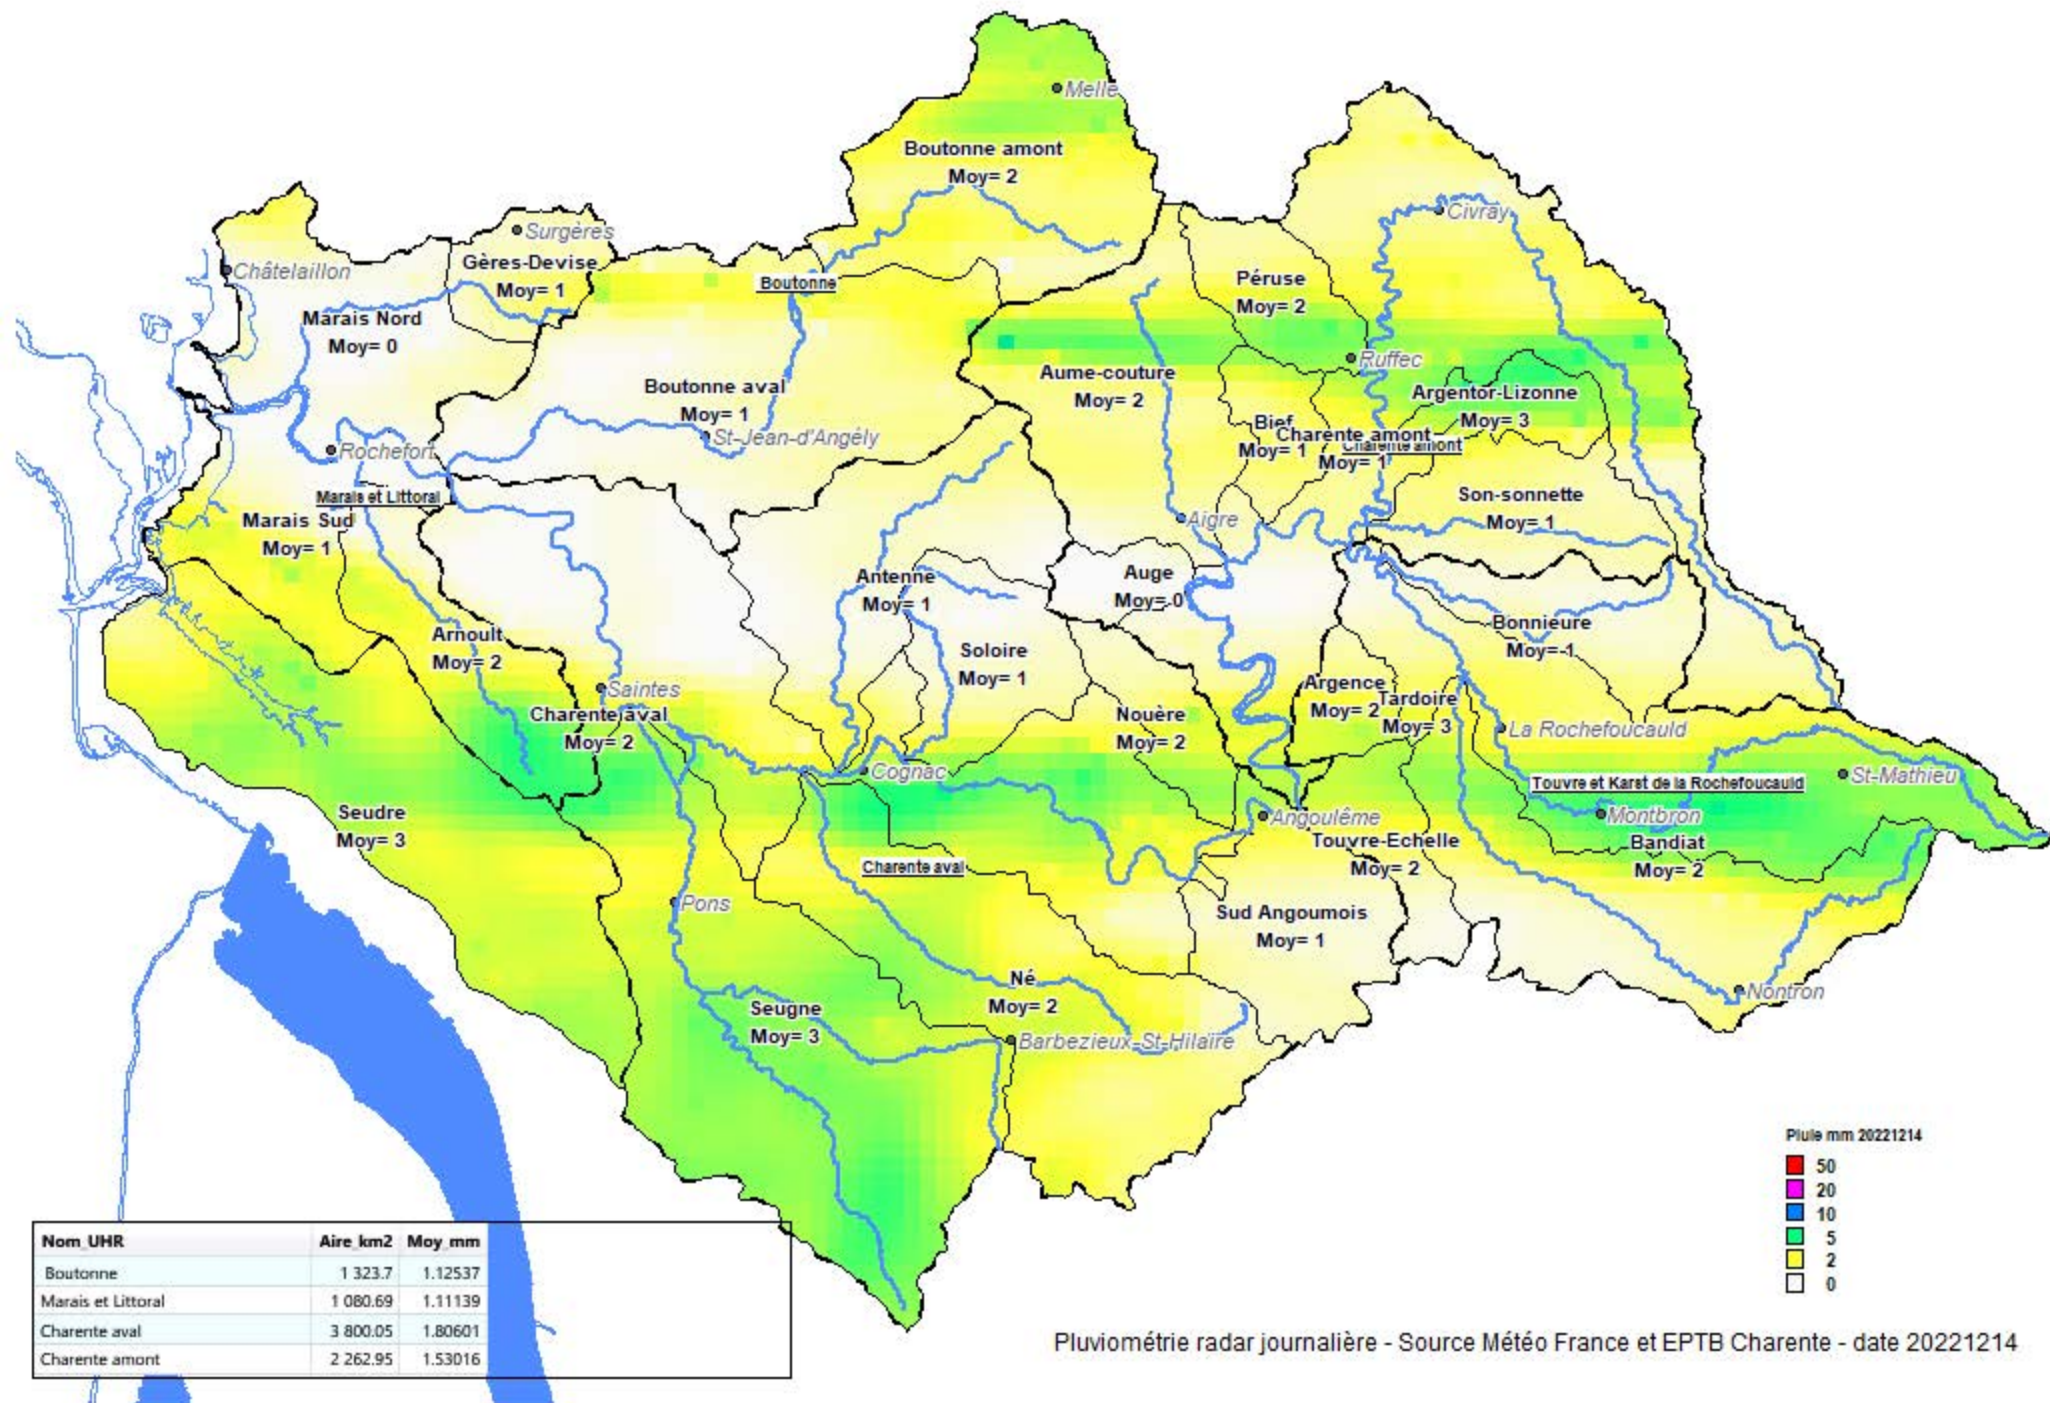 Melle
Boutonne amont
Moy= 2
Civray
Surgères
Châtelaillon
Gères-Devise
Moy= 1
Boutonne
Péruse
Moy= 2
Marais Nord
Moy= 0
Ruffec
Aume-couture
Moy= 2
Boutonne aval
Moy= 1
Argentor-Lizonne
Moy= 3
St-Jean-d'Angély
Bief
Moy= 1
Charente amont
Moy= 1
Charente amont
Rochefort
Marais et Littoral
Marais Sud
Moy= 1
Son-sonnette
Moy= 1
Aigre
Antenne
Moy= 1
Auge
Moy= 0
Bonnieure
Moy= 1
Arnoult
Moy= 2
Soloire
Moy= 1
Saintes
Argence
Moy= 2
Tardoire
Moy= 3
Charente aval
Moy= 2
Nouère
Moy= 2
La Rochefoucauld
Cognac
Touvre et Karst de la Rochefoucauld
St-Mathieu
Seudre
Moy= 3
Angoulême
Montbron
Touvre-Echelle
Moy= 2
Bandiat
Moy= 2
Charente aval
Pons
Sud Angoumois
Moy= 1
Né
Moy= 2
Nontron
Seugne
Moy= 3
Barbezieux-St-Hilaire
Pluie mm 20221214
50
20
10
5
2
0
Nom_UHR Aire_km2 Moy_mm
Boutonne 1 323.7 1.12537
Marais et Littoral 1 080.69 1.11139
Charente aval 3 800.05 1.80601
Charente amont 2 262.95 1.53016
Pluviométrie radar journalière - Source Météo France et EPTB Charente - date 20221214